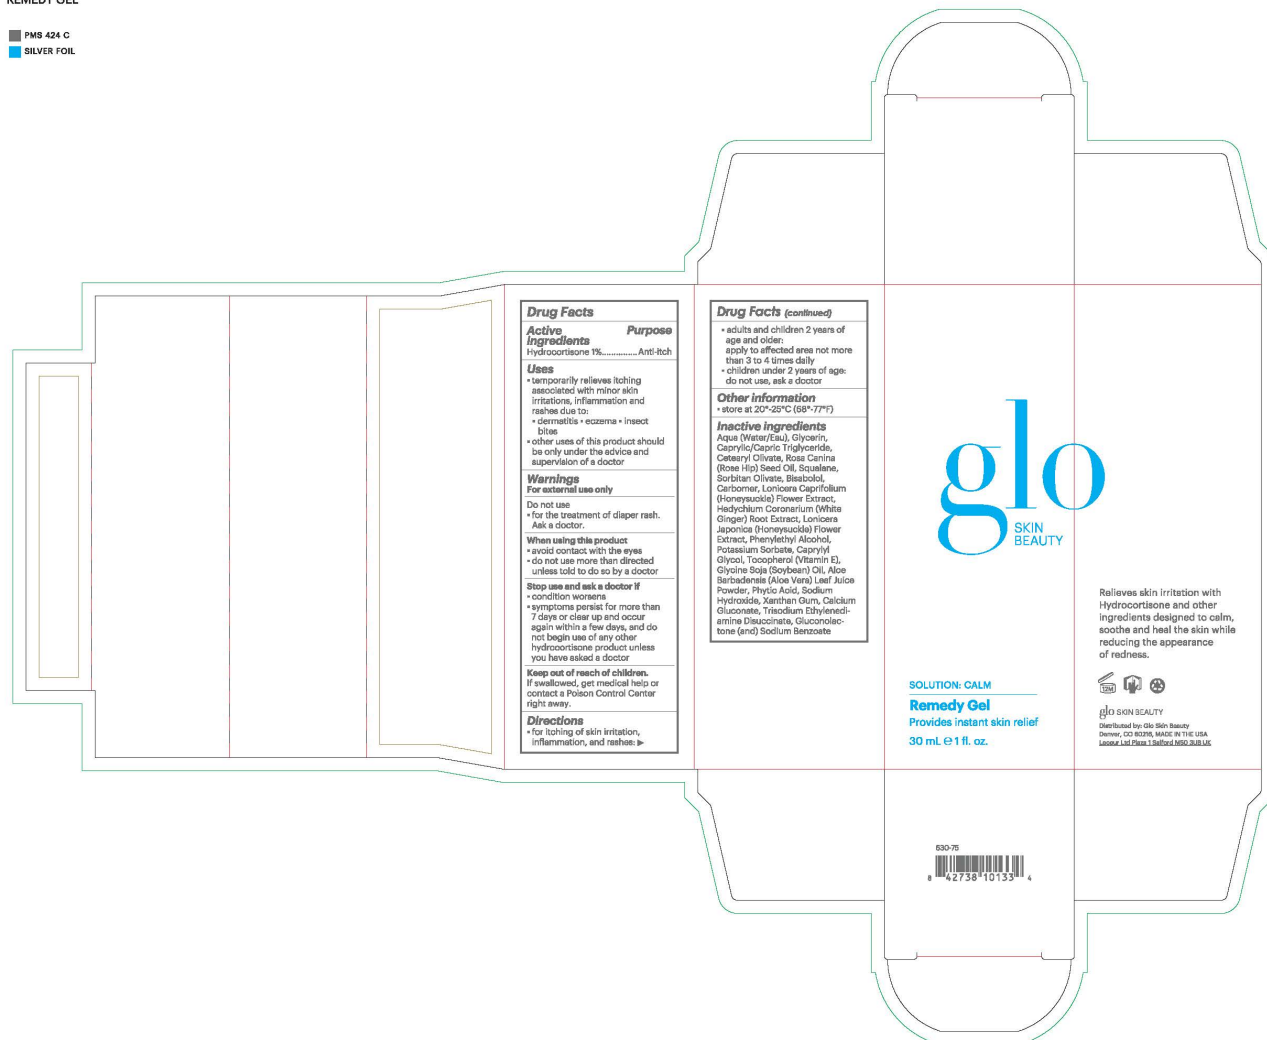 REMEDY GEL
PMS 424 C
SILVER FOIL
Drug Facts
Active Purpose
ingredients
Hydrocortisone 1%..............Anti-itch
Uses
▪ temporarily relieves itching
associated with minor skin
irritations, inflammation and
rashes due to:
▪ dermatitis ▪ eczema ▪ insect
bites
▪ other uses of this product should
be only under the advice and
supervision of a doctor
Warnings
For external use only
Do not use
▪ for the treatment of diaper rash.
Ask a doctor.
When using this product
▪ avoid contact with the eyes
▪ do not use more than directed
unless told to do so by a doctor
Stop use and ask a doctor if
▪ condition worsens
▪ symptoms persist for more than
7 days or clear up and occur
again within a few days, and do
not begin use of any other
hydrocortisone product unless
you have asked a doctor
Keep out of reach of children.
If swallowed, get medical help or
contact a Poison Control Center
right away.
Directions
▪ for itching of skin irritation,
inflammation, and rashes: ▶
Drug Facts (continued)
▪ adults and children 2 years of
age and older:
apply to affected area not more
than 3 to 4 times daily
▪ children under 2 years of age:
do not use, ask a doctor
Other information
▪ store at 20°-25°C (68°-77°F)
Inactive ingredients
Aqua (Water/Eau), Glycerin,
Caprylic/Capric Triglyceride,
Cetearyl Olivate, Rosa Canina
(Rose Hip) Seed Oil, Squalane,
Sorbitan Olivate, Bisabolol,
Carbomer, Lonicera Caprifolium
(Honeysuckle) Flower Extract,
Hedychium Coronarium (White
Ginger) Root Extract, Lonicera
Japonica (Honeysuckle) Flower
Extract, Phenylethyl Alcohol,
Potassium Sorbate, Caprylyl
Glycol, Tocopherol (Vitamin E),
Glycine Soja (Soybean) Oil, Aloe
Barbadensis (Aloe Vera) Leaf Juice
Powder, Phytic Acid, Sodium
Hydroxide, Xanthan Gum, Calcium
Gluconate, Trisodium Ethylenedi-
amine Disuccinate, Gluconolac-
tone (and) Sodium Benzoate
glo
SKIN
BEAUTY
SOLUTION: CALM
Remedy Gel
Provides instant skin relief
30 mL ℮ 1 fl. oz.
630-75
8 42738 10133 4
Relieves skin irritation with
Hydrocortisone and other
ingredients designed to calm,
soothe and heal the skin while
reducing the appearance
of redness.
12M
glo SKIN BEAUTY
Distributed by: Glo Skin Beauty
Denver, CO 80216, MADE IN THE USA
Ltd Plaza 1 Salford M50 3UB UK